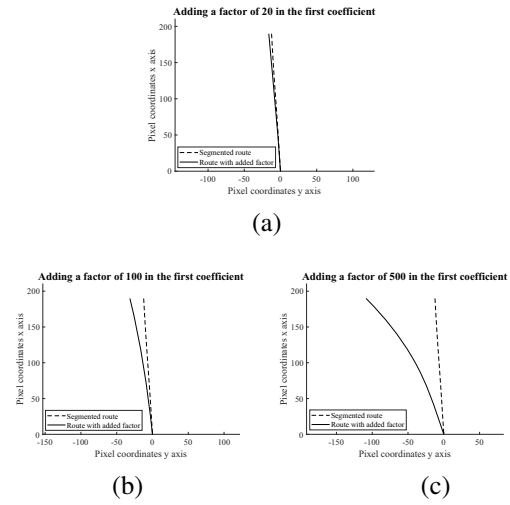 Adding a factor of 20 in the first coefficient
Pixel coordinates x axis
200
150
100
50
0
Segmented route
Route with added factor
-100
-50
0
50
100
Pixel coordinates y axis
(a)
Adding a factor of 100 in the first coefficient
Pixel coordinates x axis
200
150
100
50
0
Segmented route
Route with added factor
-150
-100
-50
0
50
100
Pixel coordinates y axis
(b)
Adding a factor of 500 in the first coefficient
Pixel coordinates x axis
200
150
100
50
0
Segmented route
Route with added factor
-150
-100
-50
0
50
Pixel coordinates y axis
(c)